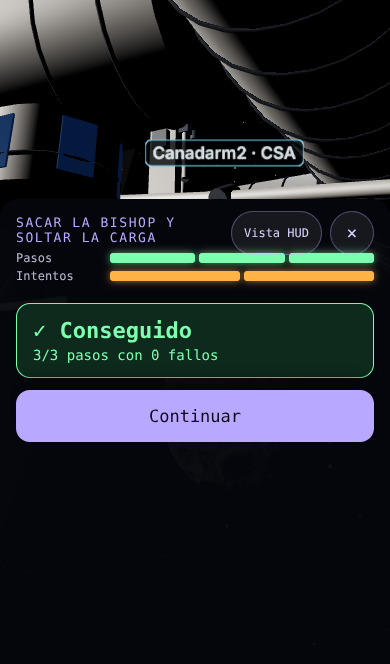 Canadarm2 · CSA
SACAR LA BISHOP Y
SOLTAR LA CARGA
Vista HUD
×
Pasos
Intentos
✓ Conseguido
3/3 pasos con 0 fallos
Continuar